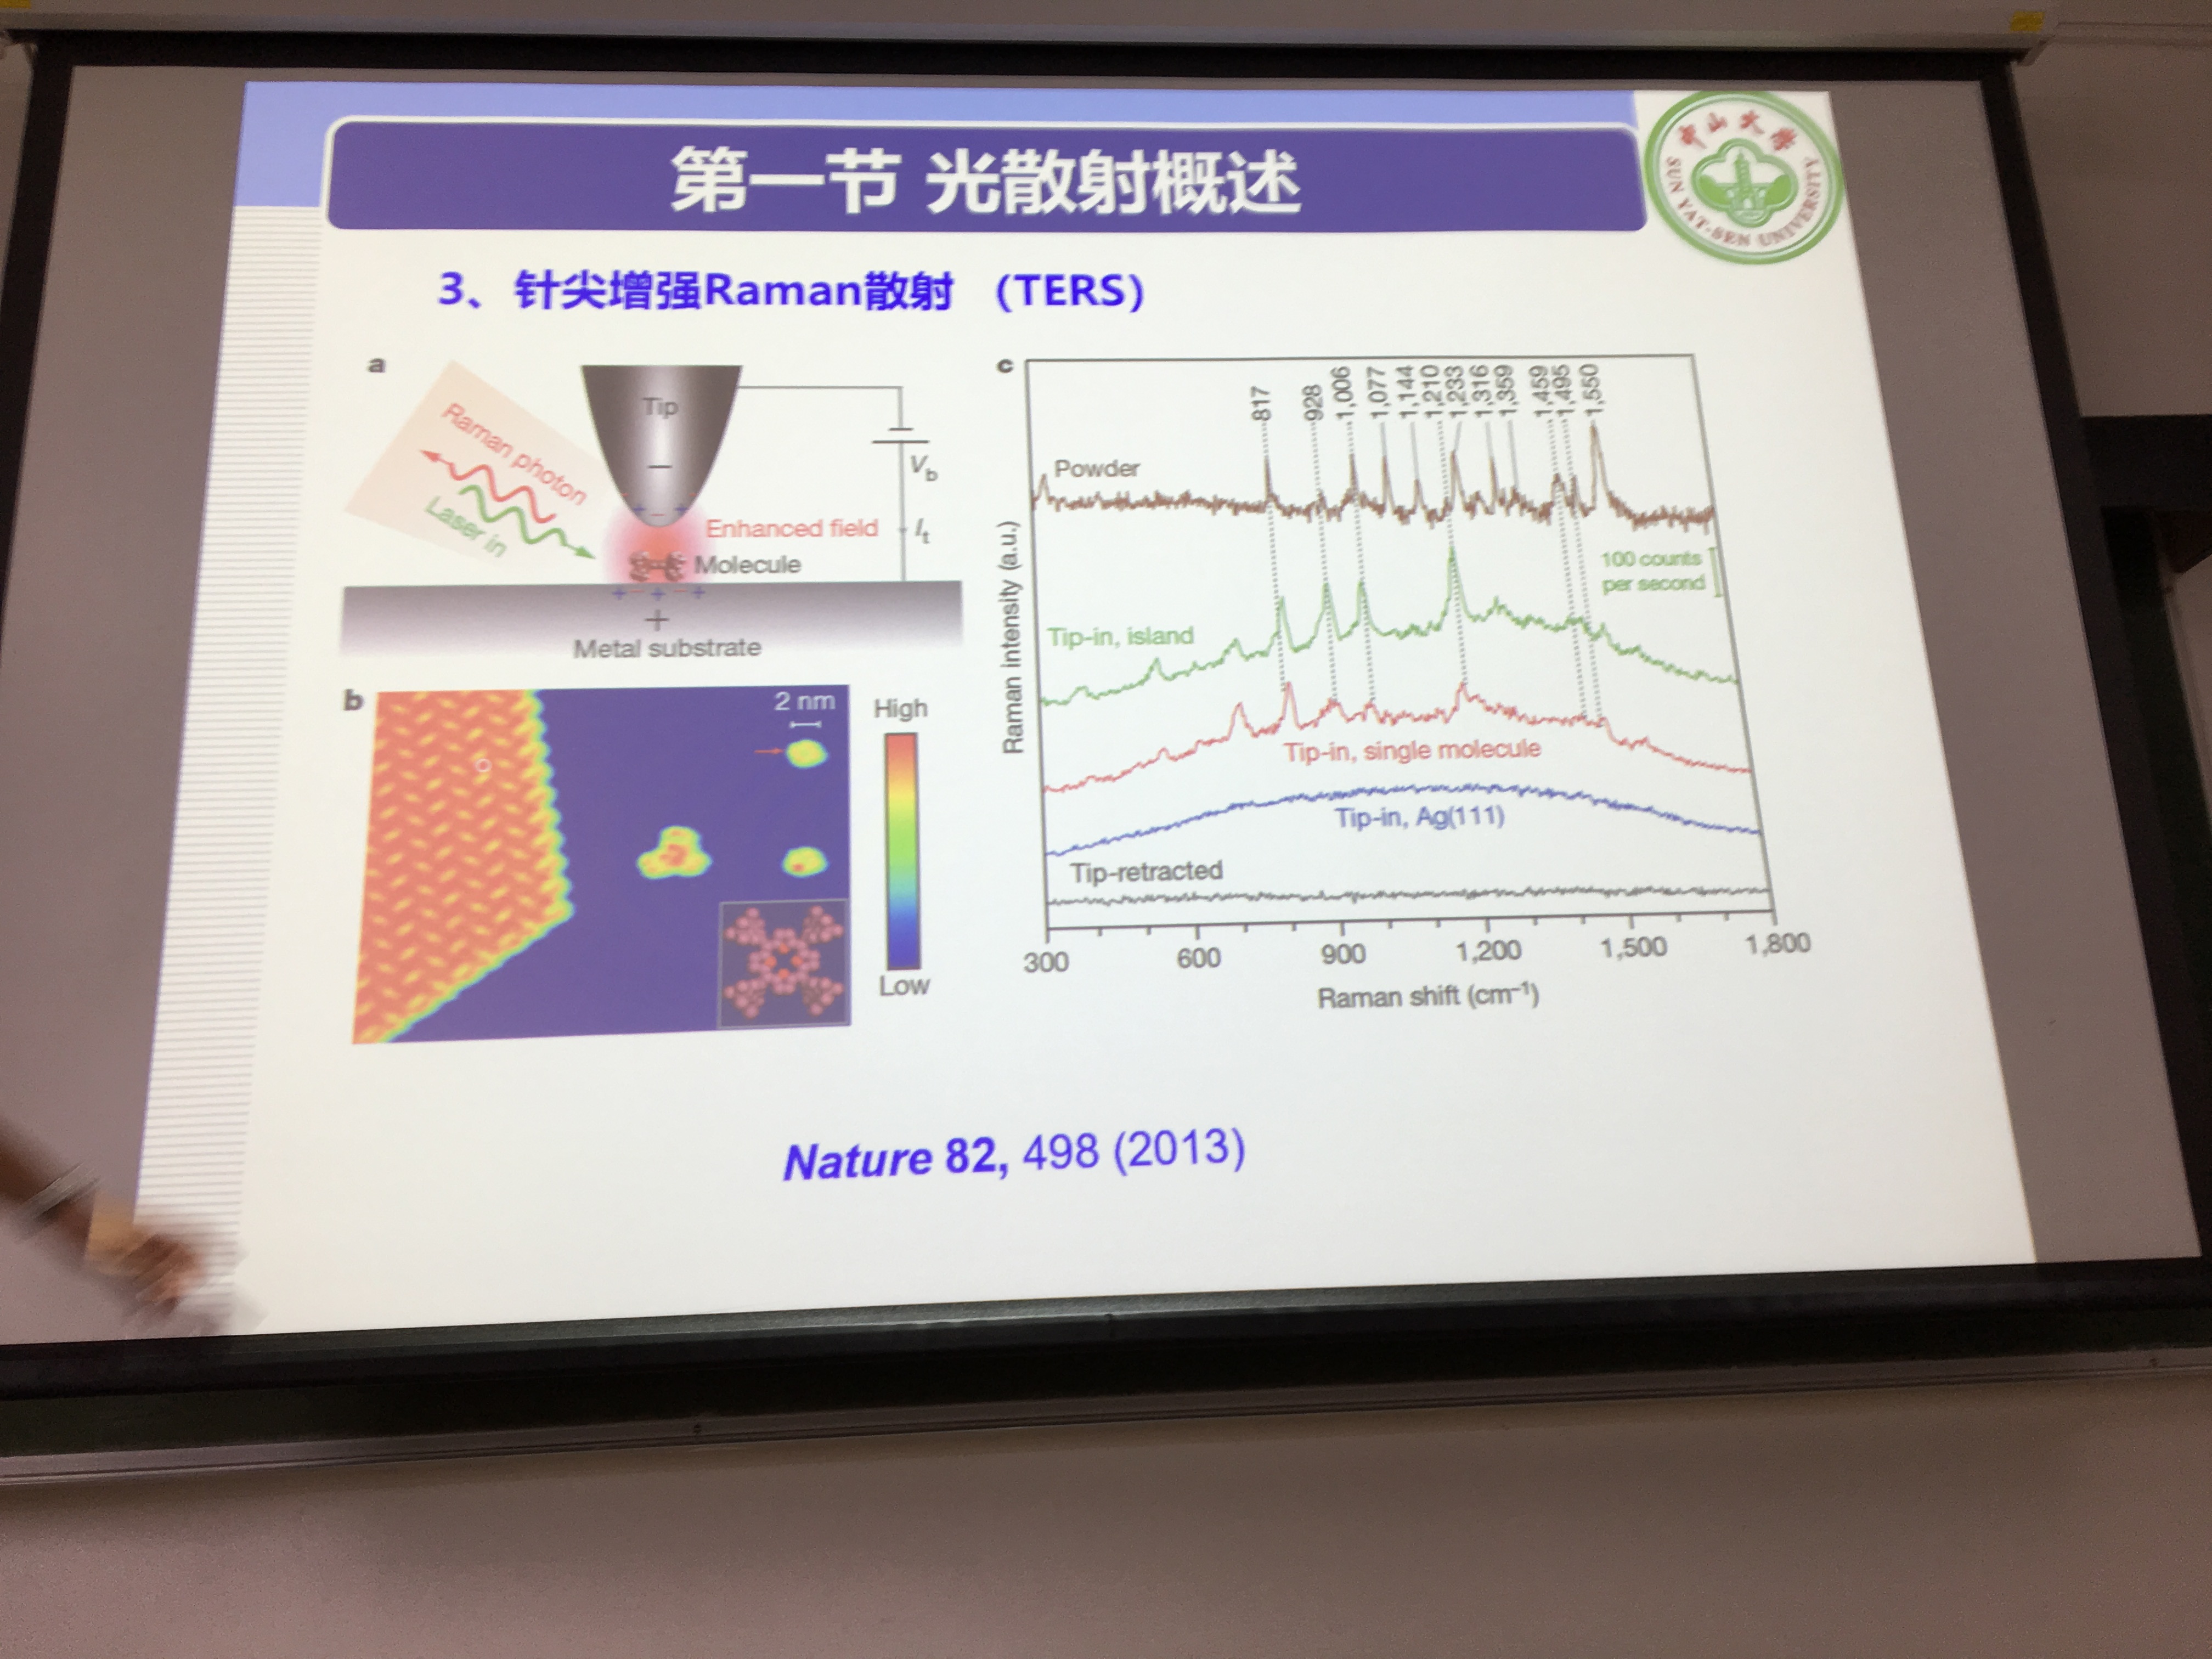 第一节 光散射概述
中山大学
SUN YAT-SEN UNIVERSITY
3、针尖增强Raman散射 （TERS）
a
Tip
Raman photon
Laser in
−
V_b
I_t
Enhanced field
Molecule
+ − + − +
+
Metal substrate
b
2 nm
High
Low
c
817
928
1,006
1,077
1,144
1,210
1,233
1,316
1,359
1,459
1,495
1,550
Powder
100 counts
per second
Tip-in, island
Tip-in, single molecule
Tip-in, Ag(111)
Tip-retracted
Raman intensity (a.u.)
300 600 900 1,200 1,500 1,800
Raman shift (cm⁻¹)
Nature 82, 498 (2013)